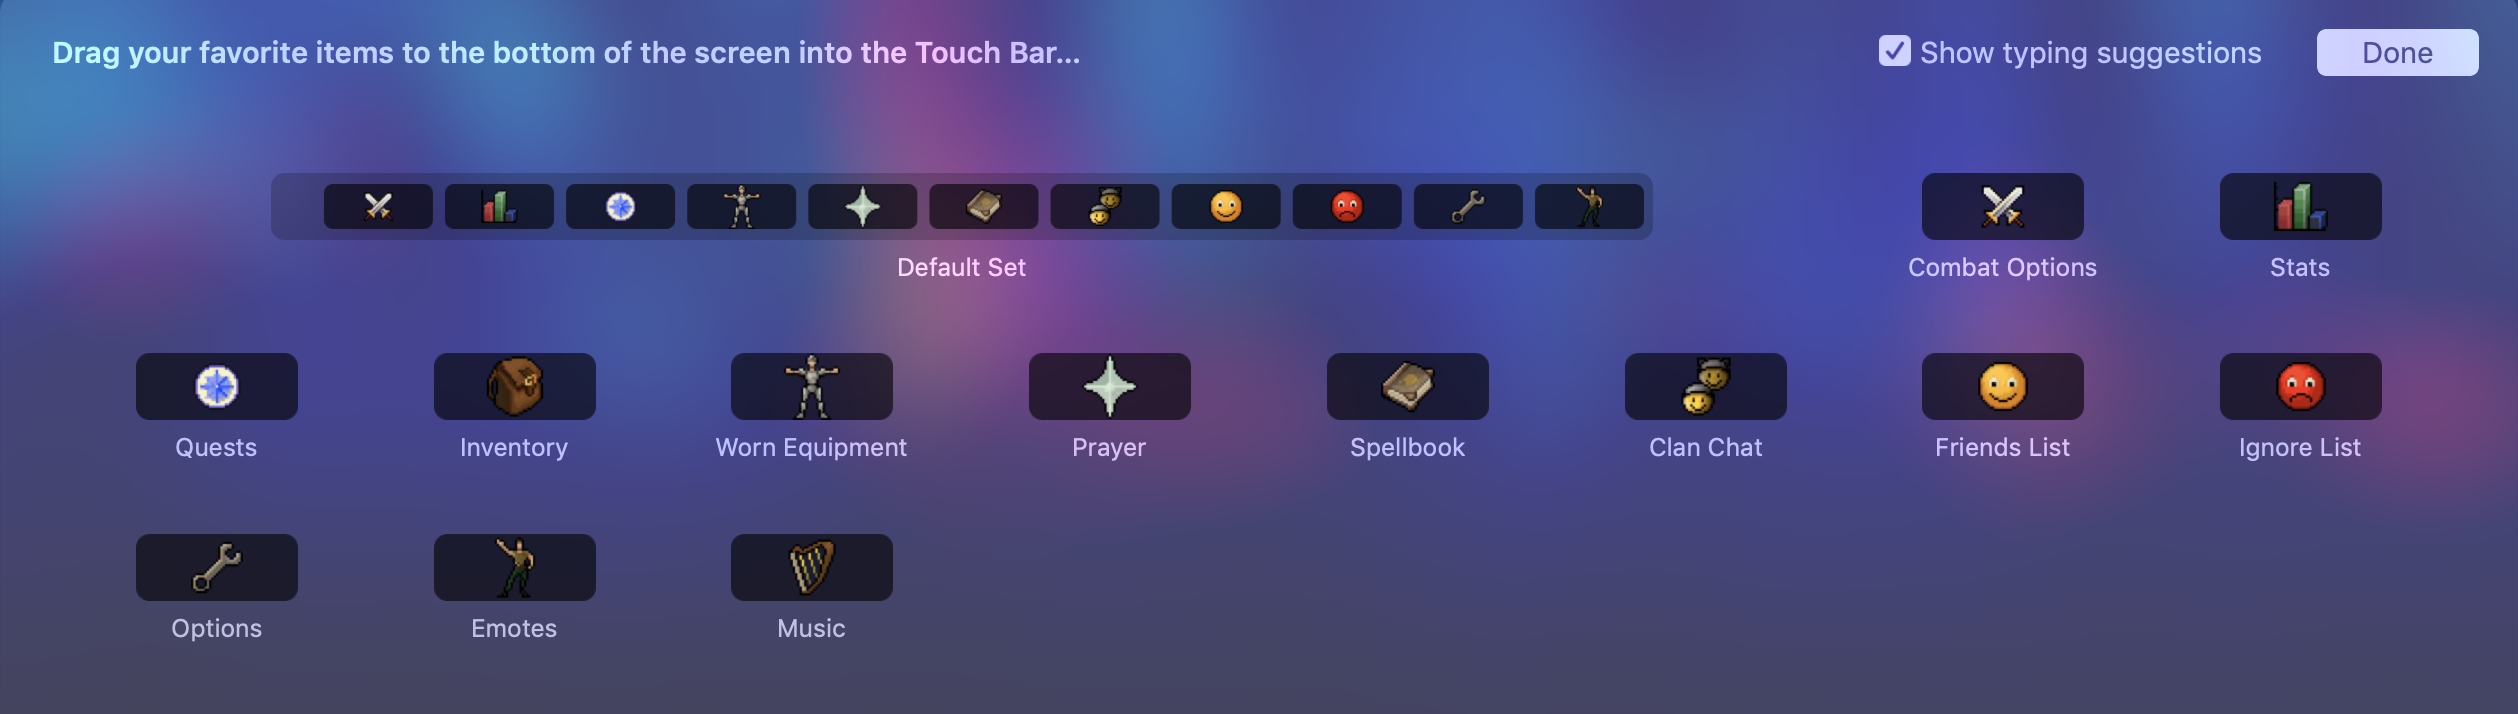 Drag your favorite items to the bottom of the screen into the Touch Bar...
Show typing suggestions
Done
Default Set
Combat Options
Stats
Quests
Inventory
Worn Equipment
Prayer
Spellbook
Clan Chat
Friends List
Ignore List
Options
Emotes
Music